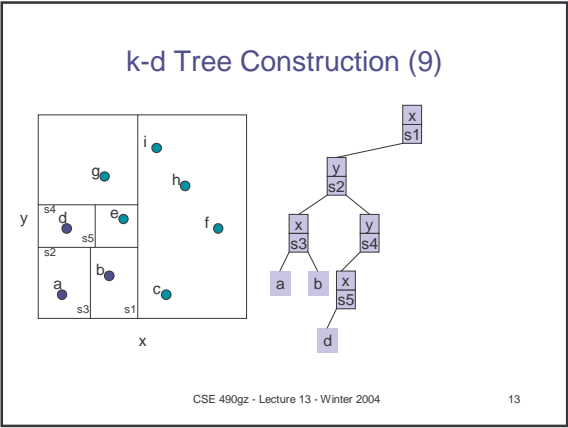 k-d Tree Construction (9)
i
g
h
s4
d
e
f
y
s5
s2
a
b
c
s3
s1
x
x
s1
y
s2
x
s3
y
s4
a
b
x
s5
d
CSE 490gz - Lecture 13 - Winter 2004
13